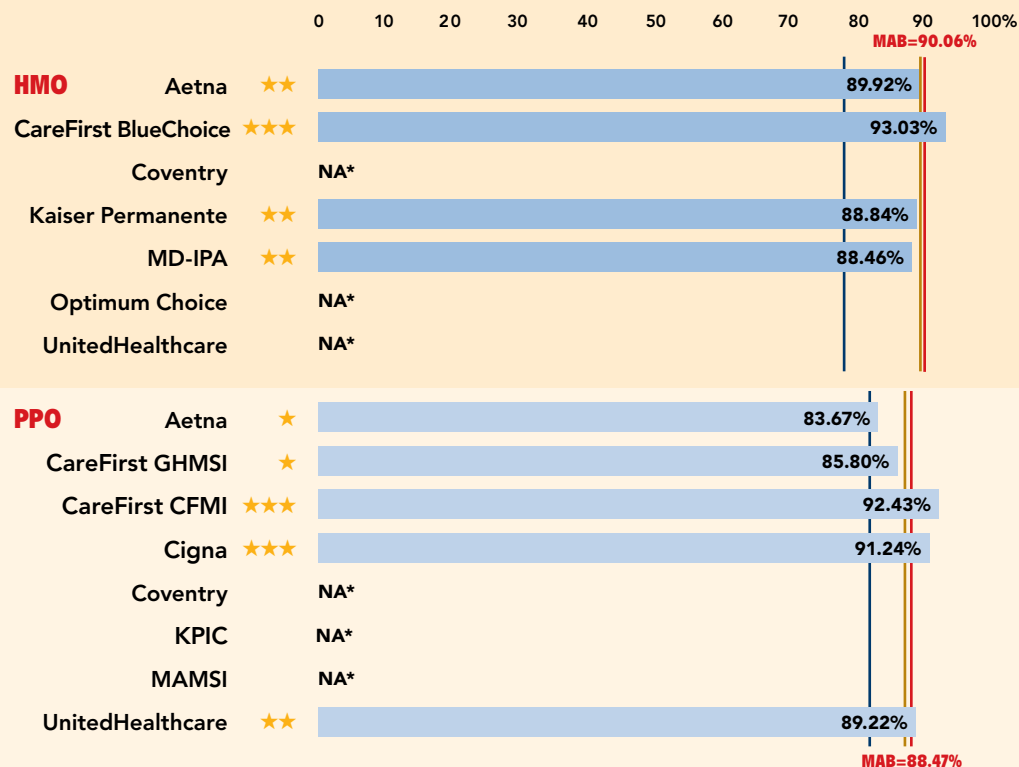 0 10 20 30 40 50 60 70 80 90 100%
MAB=90.06%
HMO Aetna ★★ 89.92%
CareFirst BlueChoice ★★★ 93.03%
Coventry NA*
Kaiser Permanente ★★ 88.84%
MD-IPA ★★ 88.46%
Optimum Choice NA*
UnitedHealthcare NA*
PPO Aetna ★ 83.67%
CareFirst GHMSI ★ 85.80%
CareFirst CFMI ★★★ 92.43%
Cigna ★★★ 91.24%
Coventry NA*
KPIC NA*
MAMSI NA*
UnitedHealthcare ★★ 89.22%
MAB=88.47%